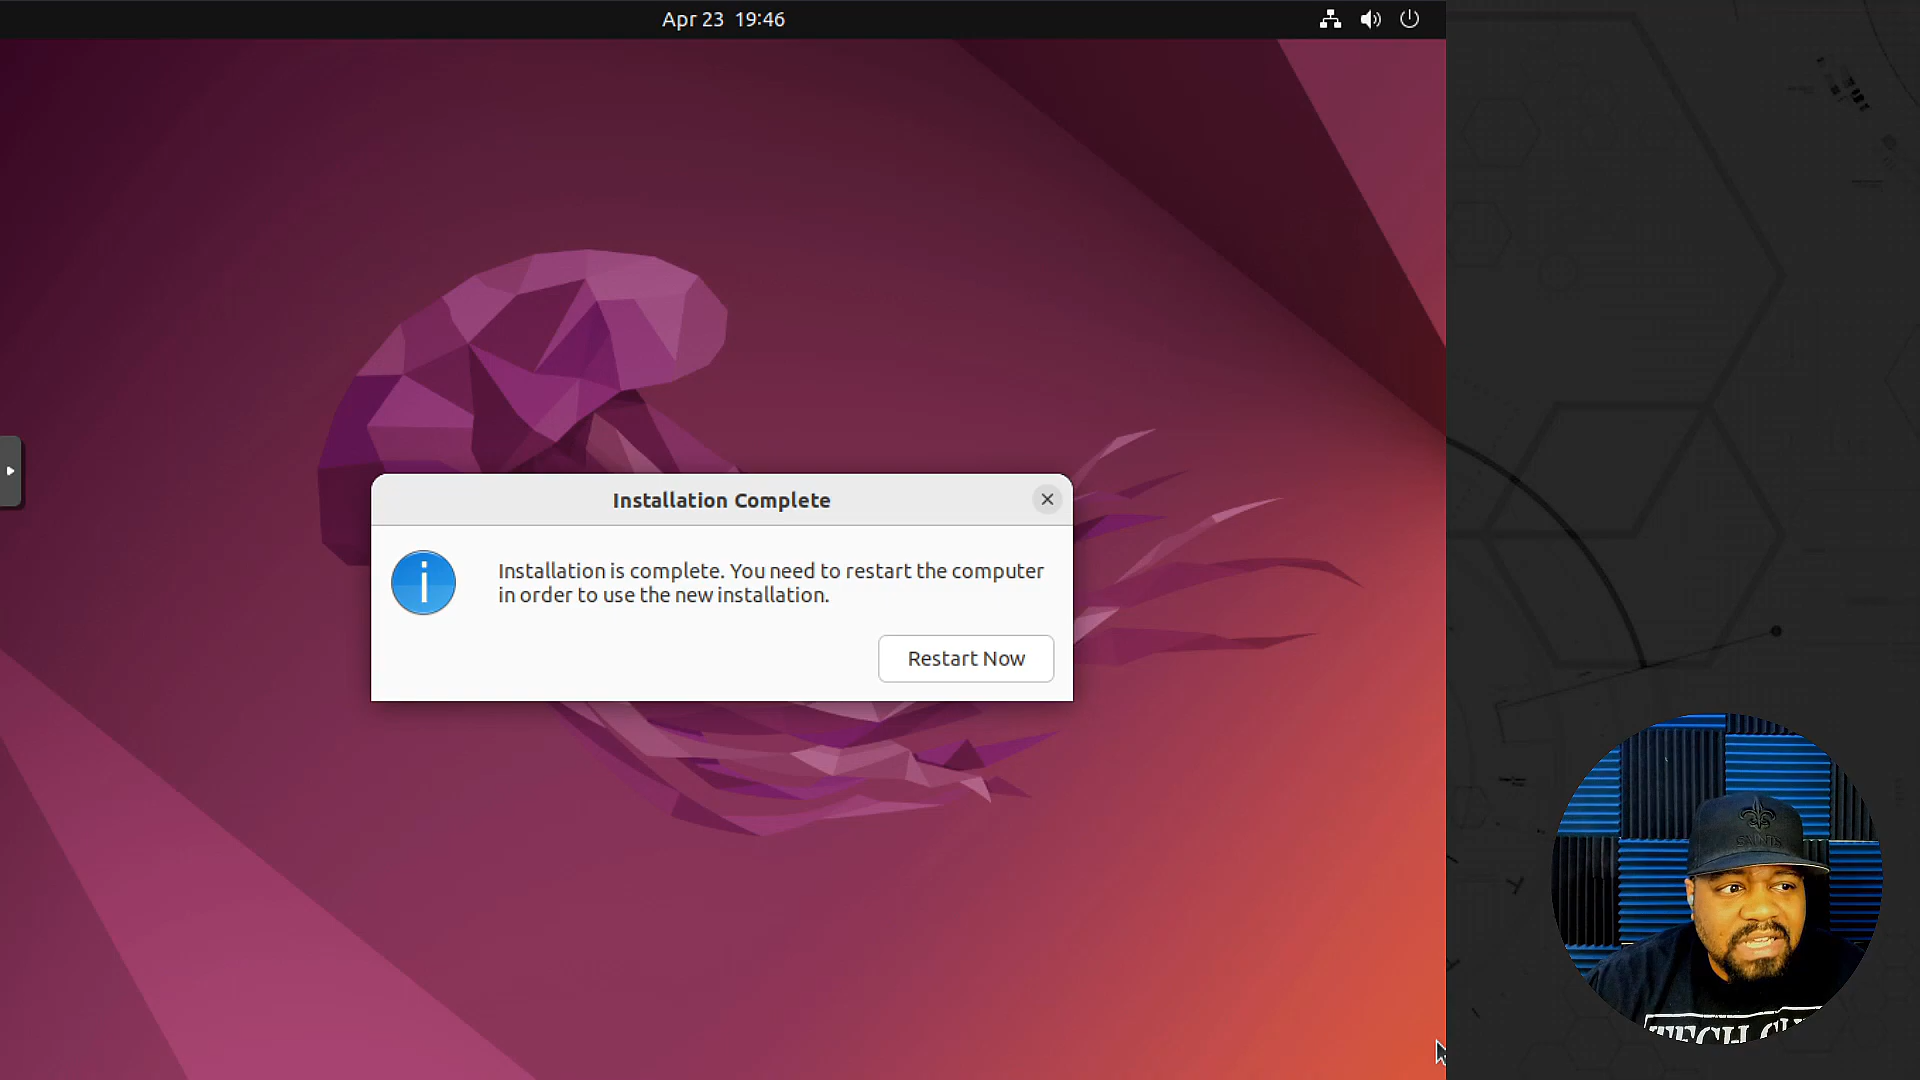 Apr 23 19:46
Installation Complete
Installation is complete. You need to restart the computer
in order to use the new installation.
Restart Now
SAINTS